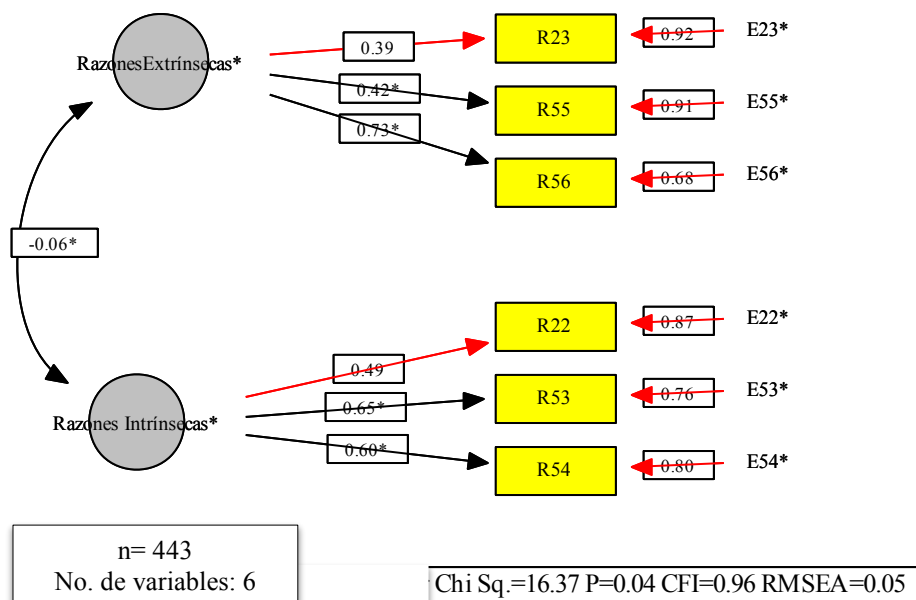 RazonesExtrínsecas*
0.39
R23
0.92
E23*
0.42*
R55
0.91
E55*
0.73*
R56
0.68
E56*
-0.06*
R22
0.87
E22*
0.49
Razones Intrínsecas*
0.65*
R53
0.76
E53*
0.60*
R54
0.80
E54*
n= 443
No. de variables: 6
Chi Sq.=16.37 P=0.04 CFI=0.96 RMSEA=0.05